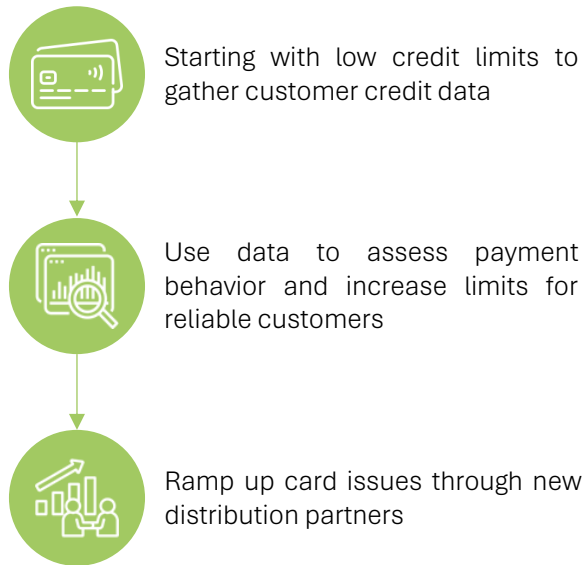 Starting with low credit limits to
gather customer credit data
Use data to assess payment
behavior and increase limits for
reliable customers
Ramp up card issues through new
distribution partners